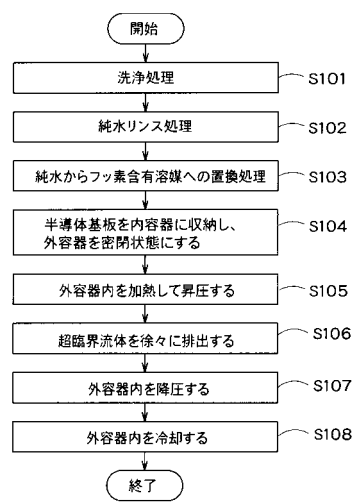 開始
洗浄処理
S101
純水リンス処理
S102
純水からフッ素含有溶媒への置換処理
S103
半導体基板を内容器に収納し、
外容器を密閉状態にする
S104
外容器内を加熱して昇圧する
S105
超臨界流体を徐々に排出する
S106
外容器内を降圧する
S107
外容器内を冷却する
S108
終了